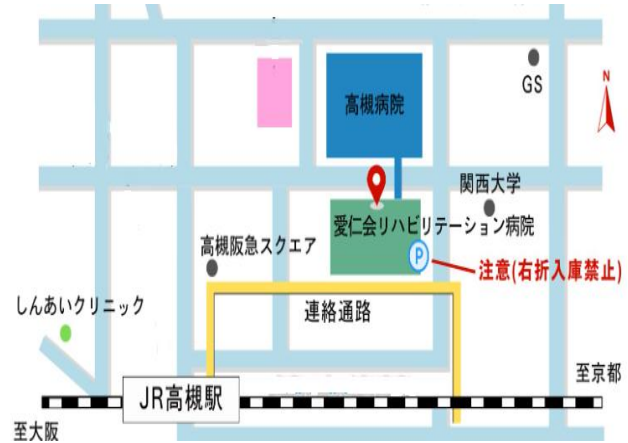 GS
N
高槻病院
関西大学
愛仁会リハビリテーション病院
高槻阪急スクエア
P
注意(右折入庫禁止)
しんあいクリニック
連絡通路
至京都
JR高槻駅
至大阪